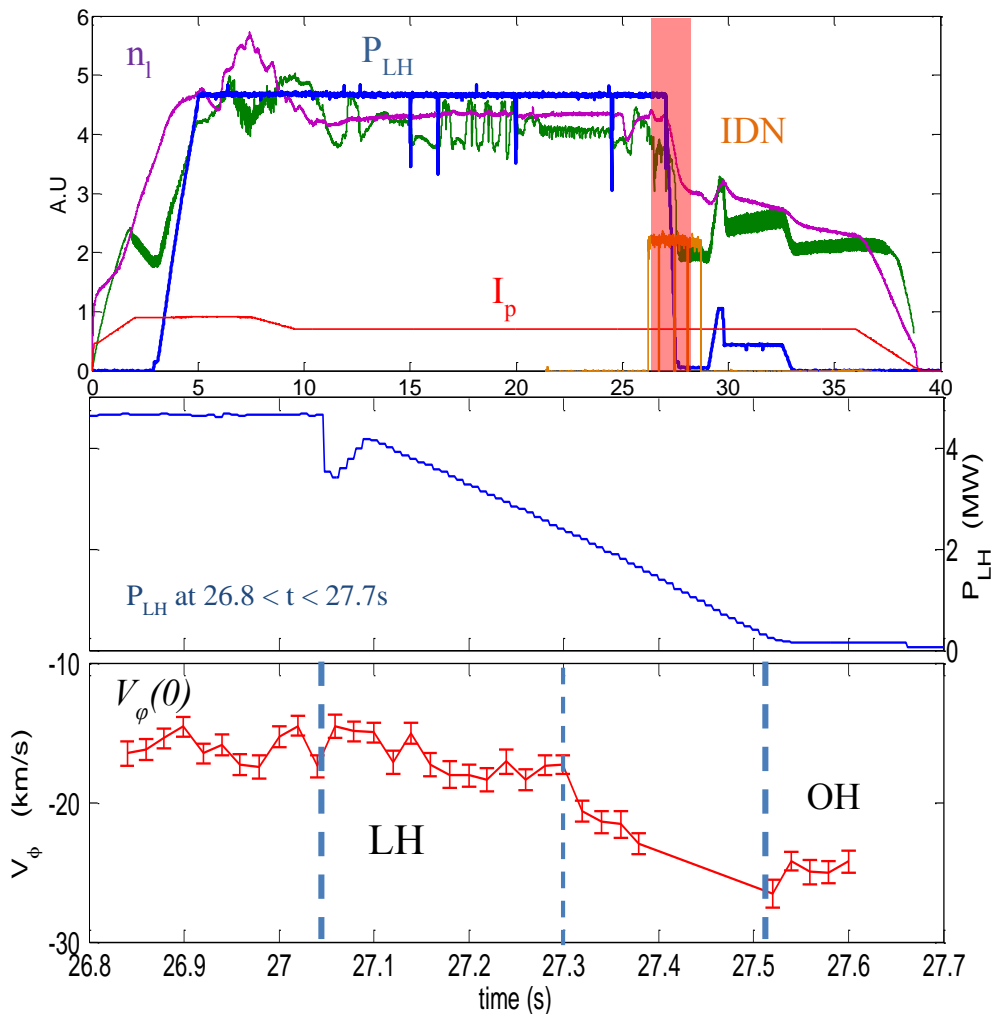 6
5
4
3
2
1
0
A.U
n_l
P_LH
IDN
I_p
0 5 10 15 20 25 30 35 40
P_LH at 26.8 < t < 27.7s
4
2
0
P_LH (MW)
-10
-20
-30
V_φ (km/s)
V_φ(0)
LH
OH
26.8 26.9 27 27.1 27.2 27.3 27.4 27.5 27.6 27.7
time (s)